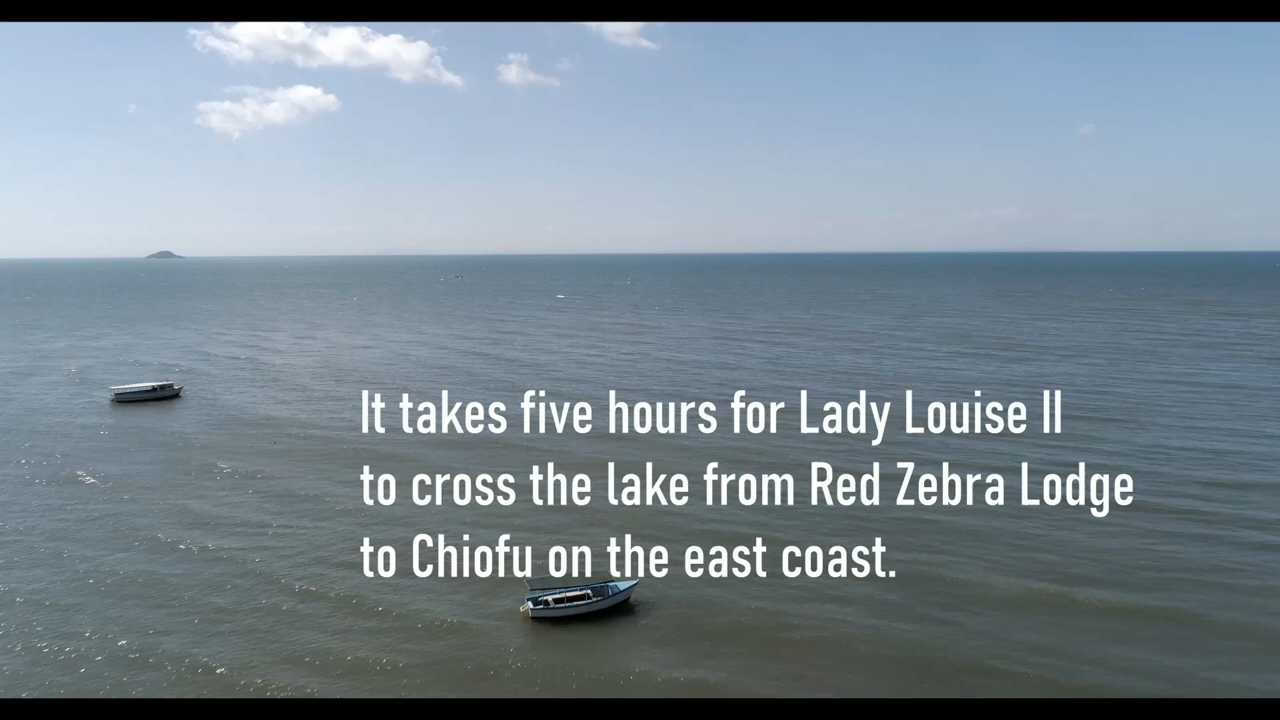 It takes five hours for Lady Louise II
to cross the lake from Red Zebra Lodge
to Chiofu on the east coast.